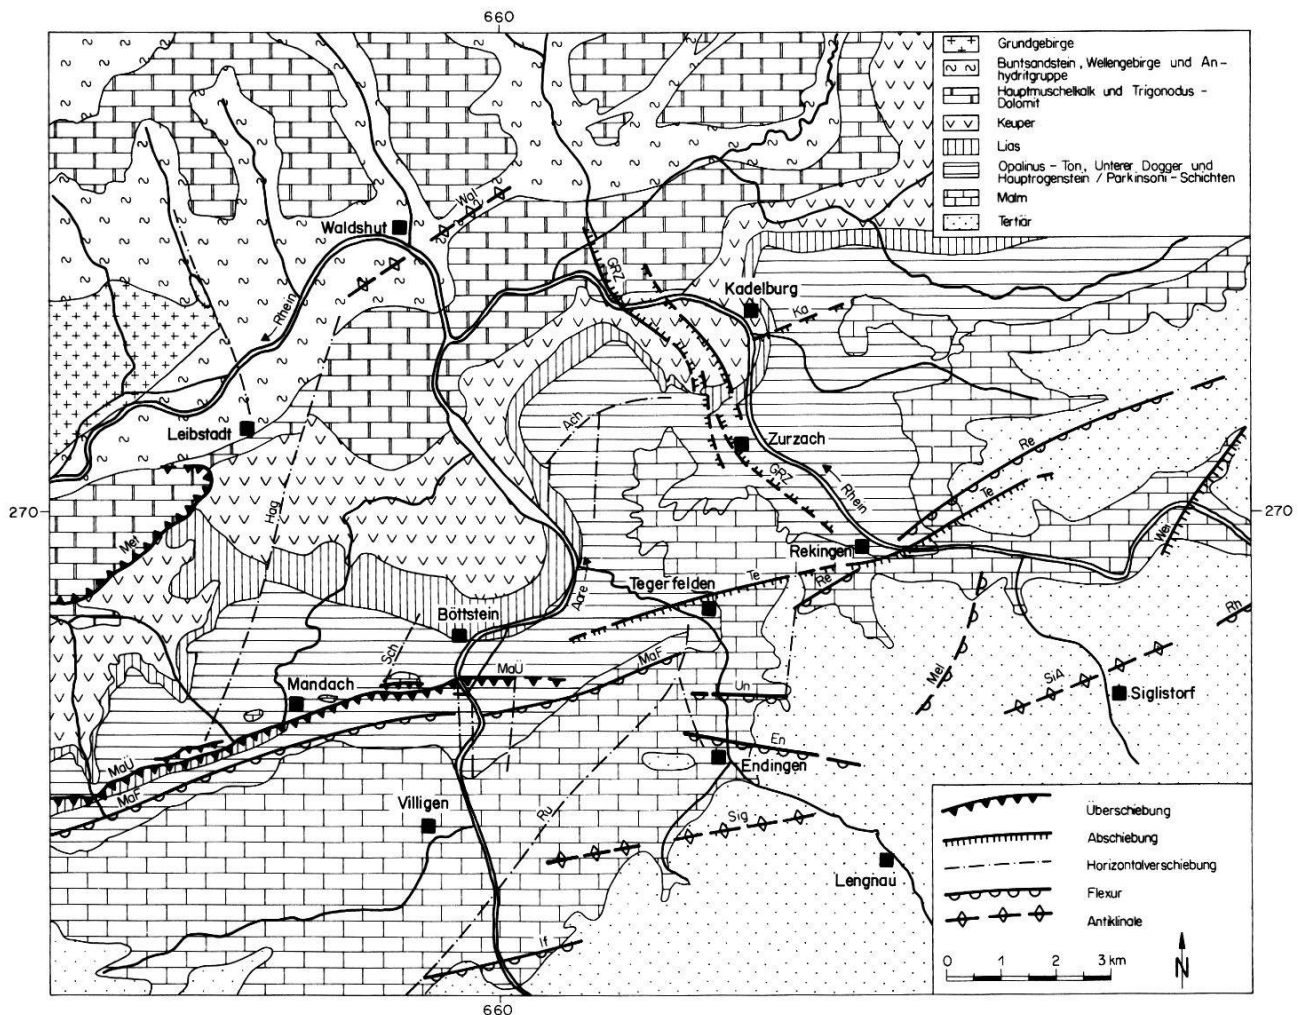 660
Grundgebirge
Buntsandstein, Wellengebirge und An-
hydritgruppe
Hauptmuschelkalk und Trigonodus-
Dolomit
Keuper
Lias
Opalinus-Ton, Unterer Dogger und
Hauptrogenstein / Parkinsoni-Schichten
Malm
Tertiär
Wal
Waldshut
GRZ
Kadelburg
Ka
Rhein
Leibstadt
Ach
Zurzach
Re
GRZ
Rhein
Te
270
270
Hag
Mei
Wei
Rekingen
Te
Tegerfelden
Re
Aare
Böttstein
Rh
Sch
MaF
MaÜ
Mel
SiA
Mandach
Un
Siglistorf
En
Endingen
MaÜ
MaF
Villigen
Ru
Sig
Lengnau
If
Überschiebung
Abschiebung
Horizontalverschiebung
Flexur
Antiklinale
0 1 2 3 km
N
660